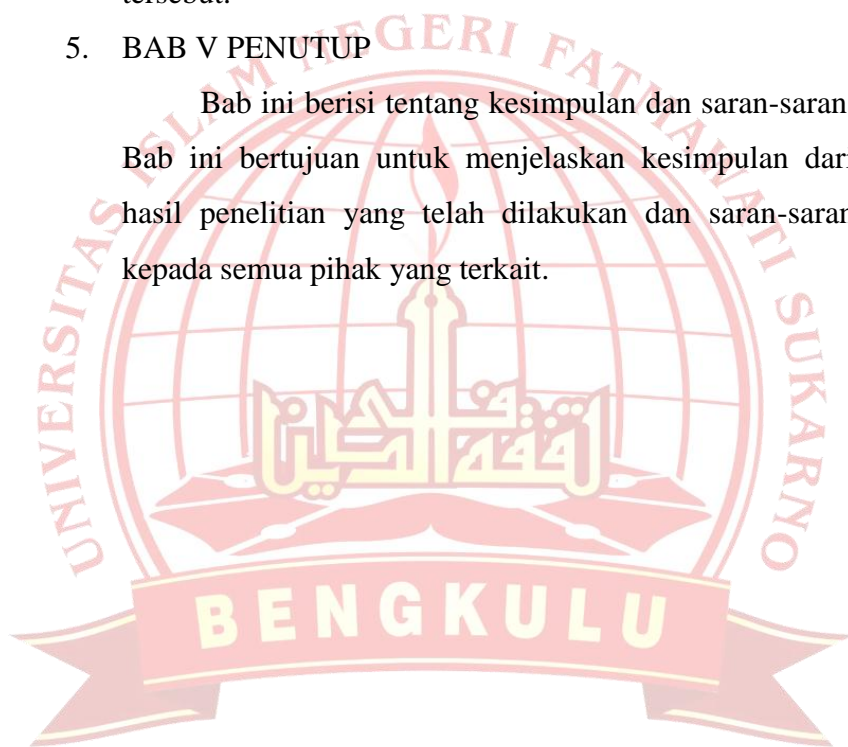 tersebut.
5. BAB V PENUTUP
Bab ini berisi tentang kesimpulan dan saran-saran
Bab ini bertujuan untuk menjelaskan kesimpulan dari
hasil penelitian yang telah dilakukan dan saran-saran
kepada semua pihak yang terkait.
UNIVERSITAS ISLAM NEGERI FATMAWATI SUKARNO
BENGKULU